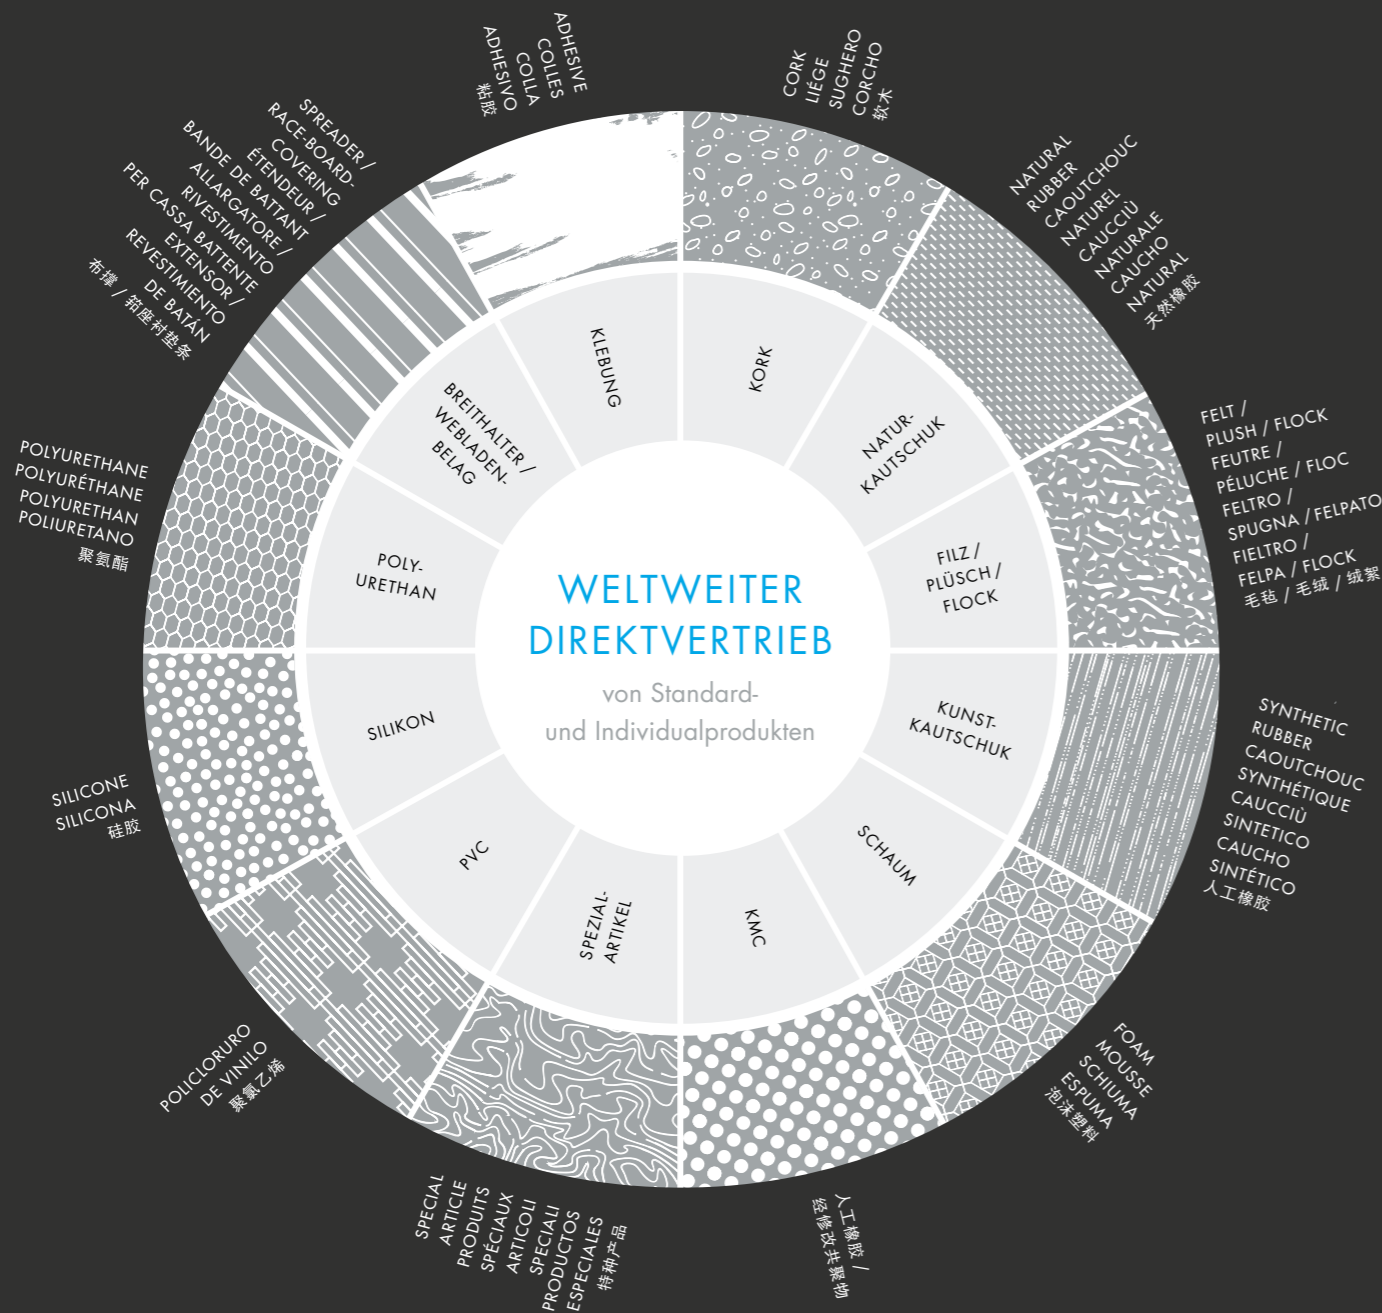 WELTWEITER
DIREKTVERTRIEB
von Standard-
und Individualprodukten
KORK
NATUR-
KAUTSCHUK
FILZ /
PLÜSCH /
FLOCK
KUNST-
KAUTSCHUK
SCHAUM
KMC
SPEZIAL-
ARTIKEL
PVC
SILIKON
POLY-
URETHAN
BREITHALTER /
WEBLADEN-
BELAG
KLEBUNG
CORK
LIÉGE
SUGHERO
CORCHO
软木
NATURAL
RUBBER
CAOUTCHOUC
NATUREL
CAUCCIÙ
NATURALE
CAUCHO
NATURAL
天然橡胶
FELT /
PLUSH / FLOCK
FEUTRE /
PÉLUCHE / FLOC
FELTRO /
SPUGNA / FELPATO
FIELTRO /
FELPA / FLOCK
毛毡 / 毛绒 / 绒絮
SYNTHETIC
RUBBER
CAOUTCHOUC
SYNTHÉTIQUE
CAUCCIÙ
SINTETICO
CAUCHO
SINTÉTICO
人工橡胶
FOAM
MOUSSE
SCHIUMA
ESPUMA
泡沫塑料
人工橡胶 /
经修改共聚物
SPECIAL
ARTICLE
PRODUITS
SPÉCIAUX
ARTICOLI
SPECIALI
PRODUCTOS
ESPECIALES
特种产品
POLICLORURO
DE VINILO
聚氯乙烯
SILICONE
SILICONA
硅胶
POLYURETHANE
POLYURÉTHANE
POLYURETHAN
POLIURETANO
聚氨酯
SPREADER /
RACE-BOARD-
COVERING
ÉTENDEUR /
BANDE DE BATTANT
ALLARGATORE /
RIVESTIMENTO
PER CASSA BATTENTE
EXTENSOR /
REVESTIMIENTO
DE BATÁN
布撑 / 筘座衬垫条
ADHESIVE
COLLES
COLLA
ADHESIVO
粘胶